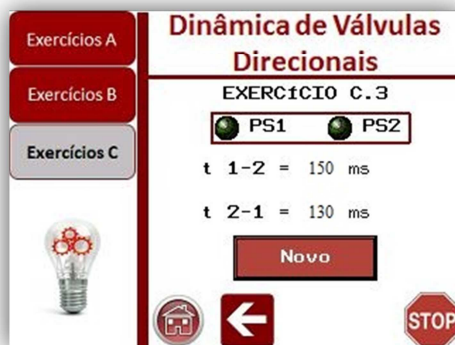 Exercícios A
Exercícios B
Exercícios C
Dinâmica de Válvulas
Direcionais
EXERCíCIO C.3
PS1 PS2
t 1-2 = 150 ms
t 2-1 = 130 ms
Novo
STOP